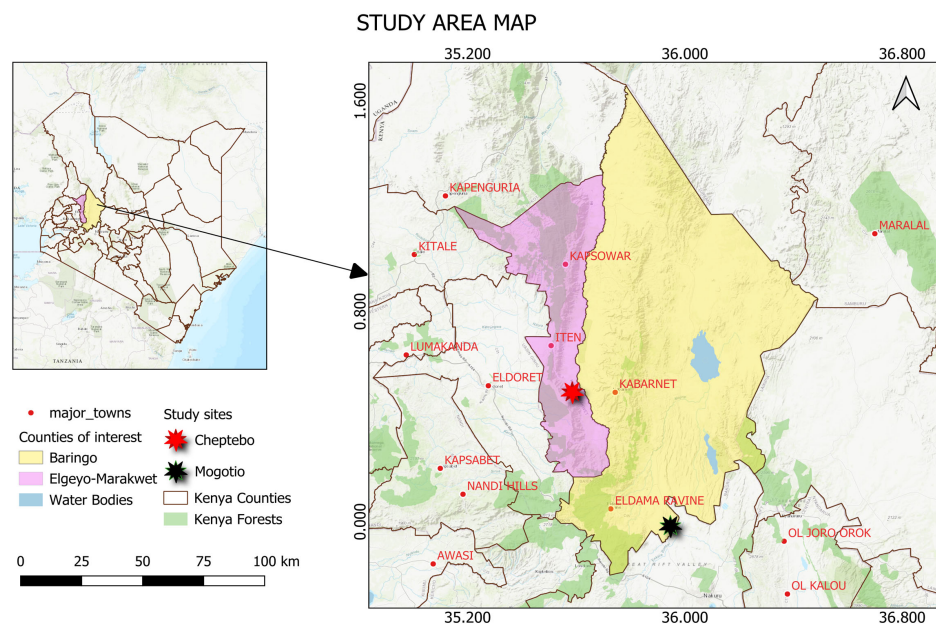 STUDY AREA MAP
35.200 36.000 36.800
1.600
0.800
0.000
UGANDA
KENYA
KAPENGURIA
MARALAL
KITALE
KAPSOWAR
LUMAKANDA
ITEN
ELDORET
KABARNET
KAPSABET
NANDI HILLS
ELDAMA RAVINE
OL JORO OROK
AWASI
Nakuru
OL KALOU
35.200 36.000 36.800
TANZANIA
major_towns
Counties of interest
Baringo
Elgeyo-Marakwet
Water Bodies
Study sites
Cheptebo
Mogotio
Kenya Counties
Kenya Forests
0 25 50 75 100 km